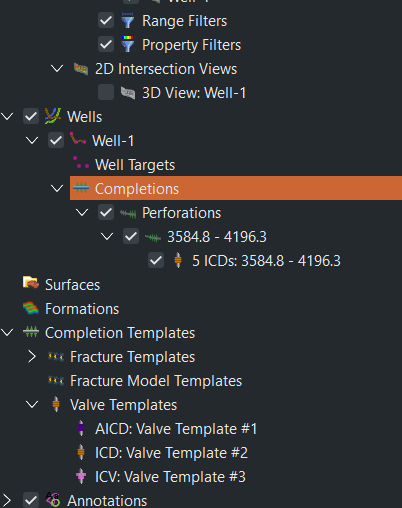 Well-1
Range Filters
Property Filters
2D Intersection Views
3D View: Well-1
Wells
Well-1
Well Targets
Completions
Perforations
3584.8 - 4196.3
5 ICDs: 3584.8 - 4196.3
Surfaces
Formations
Completion Templates
Fracture Templates
Fracture Model Templates
Valve Templates
AICD: Valve Template #1
ICD: Valve Template #2
ICV: Valve Template #3
Annotations